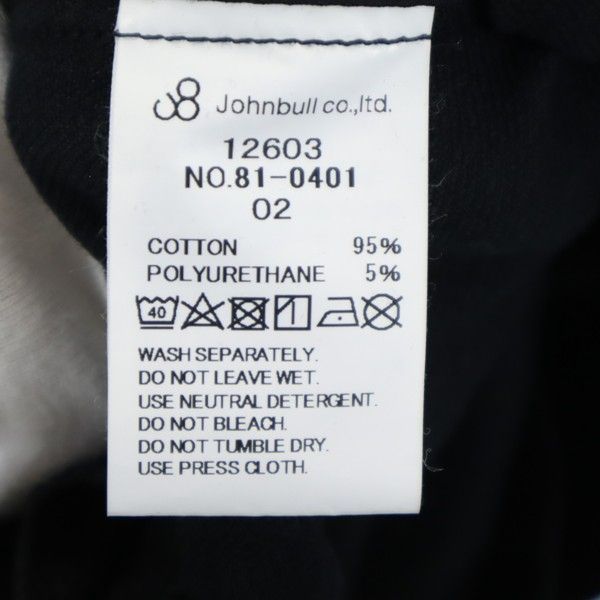 Johnbull co.,ltd.
12603
NO.81-0401
02
COTTON 95%
POLYURETHANE 5%
40
WASH SEPARATELY.
DO NOT LEAVE WET.
USE NEUTRAL DETERGENT.
DO NOT BLEACH.
DO NOT TUMBLE DRY.
USE PRESS CLOTH.